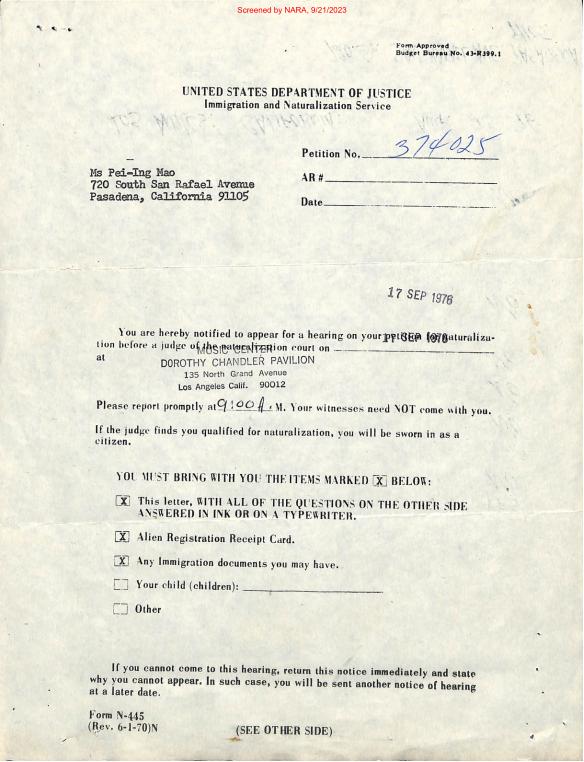 Screened by NARA, 9/21/2023
Form Approved
Budget Bureau No. 43-R399.1
UNITED STATES DEPARTMENT OF JUSTICE
Immigration and Naturalization Service
Petition No. 374025
Ms Pei-Ing Mao
720 South San Rafael Avenue
Pasadena, California 91105
AR #
Date
17 SEP 1976
You are hereby notified to appear for a hearing on your petition for naturaliza-
tion before a judge of the naturalization court on 17 SEP 1976
at MUSIC CENTER
DOROTHY CHANDLER PAVILION
135 North Grand Avenue
Los Angeles Calif. 90012
Please report promptly at 9:00 A. M. Your witnesses need NOT come with you.
If the judge finds you qualified for naturalization, you will be sworn in as a
citizen.
YOU MUST BRING WITH YOU THE ITEMS MARKED X BELOW:
X This letter, WITH ALL OF THE QUESTIONS ON THE OTHER SIDE
ANSWERED IN INK OR ON A TYPEWRITER.
X Alien Registration Receipt Card.
X Any Immigration documents you may have.
Your child (children):
Other
If you cannot come to this hearing, return this notice immediately and state
why you cannot appear. In such case, you will be sent another notice of hearing
at a later date.
Form N-445
(Rev. 6-1-70)N
(SEE OTHER SIDE)